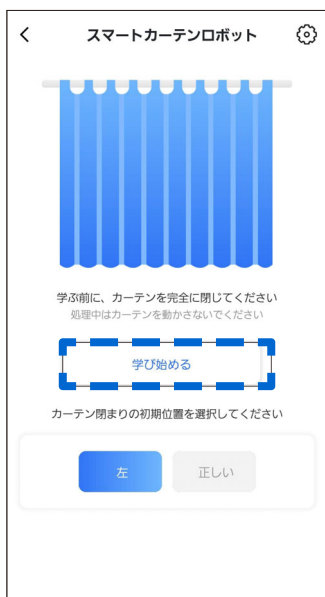 スマートカーテンロボット
学ぶ前に、カーテンを完全に閉じてください
処理中はカーテンを動かさないでください
学び始める
カーテン閉まりの初期位置を選択してください
左
正しい